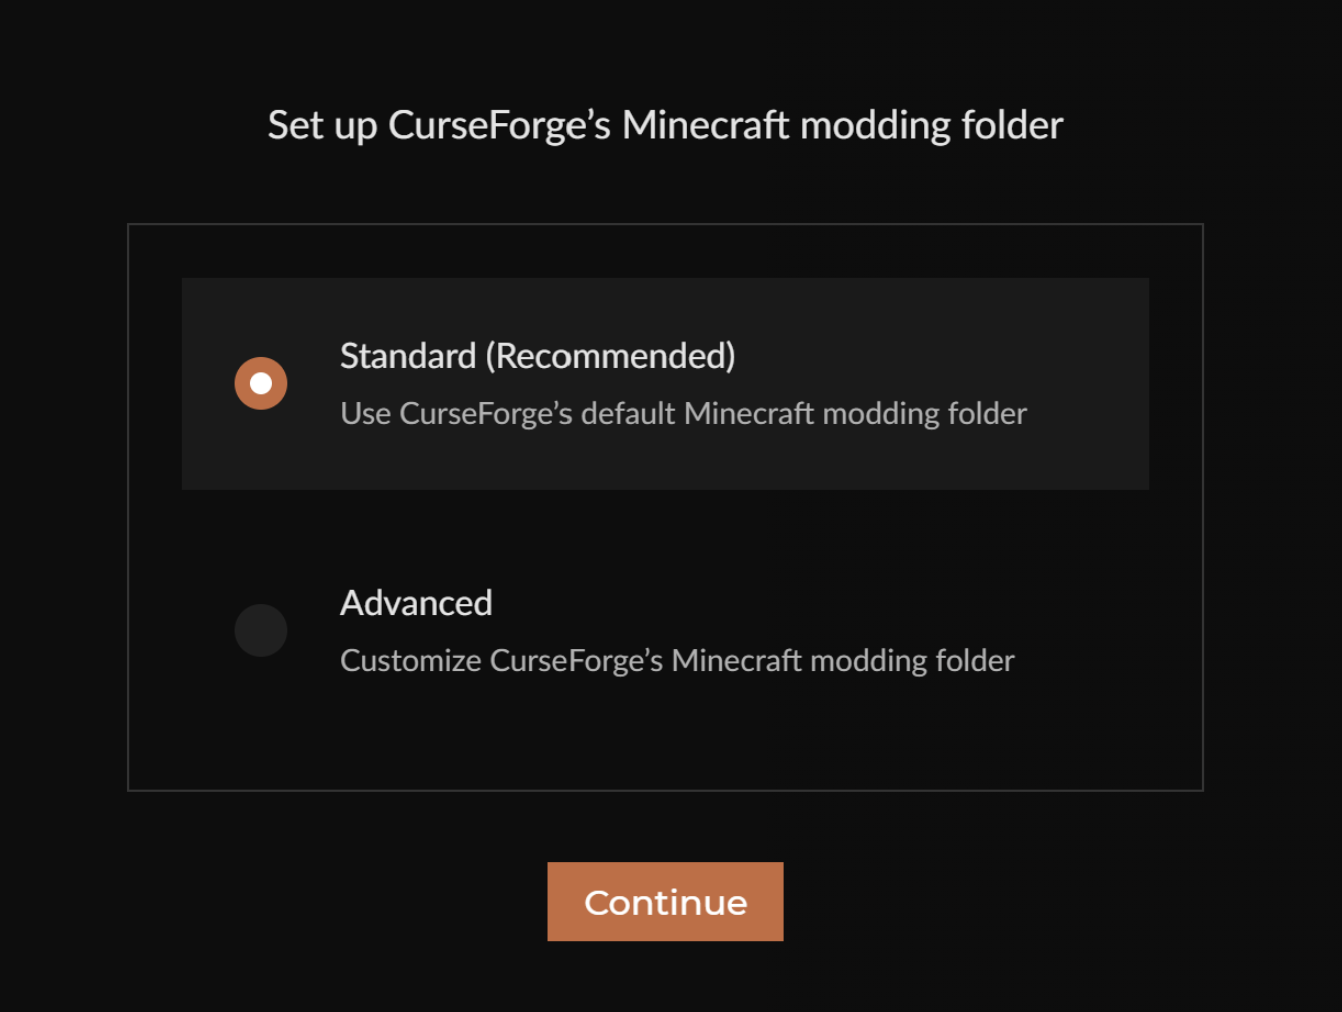 Set up CurseForge’s Minecraft modding folder
Standard (Recommended)
Use CurseForge’s default Minecraft modding folder
Advanced
Customize CurseForge’s Minecraft modding folder
Continue